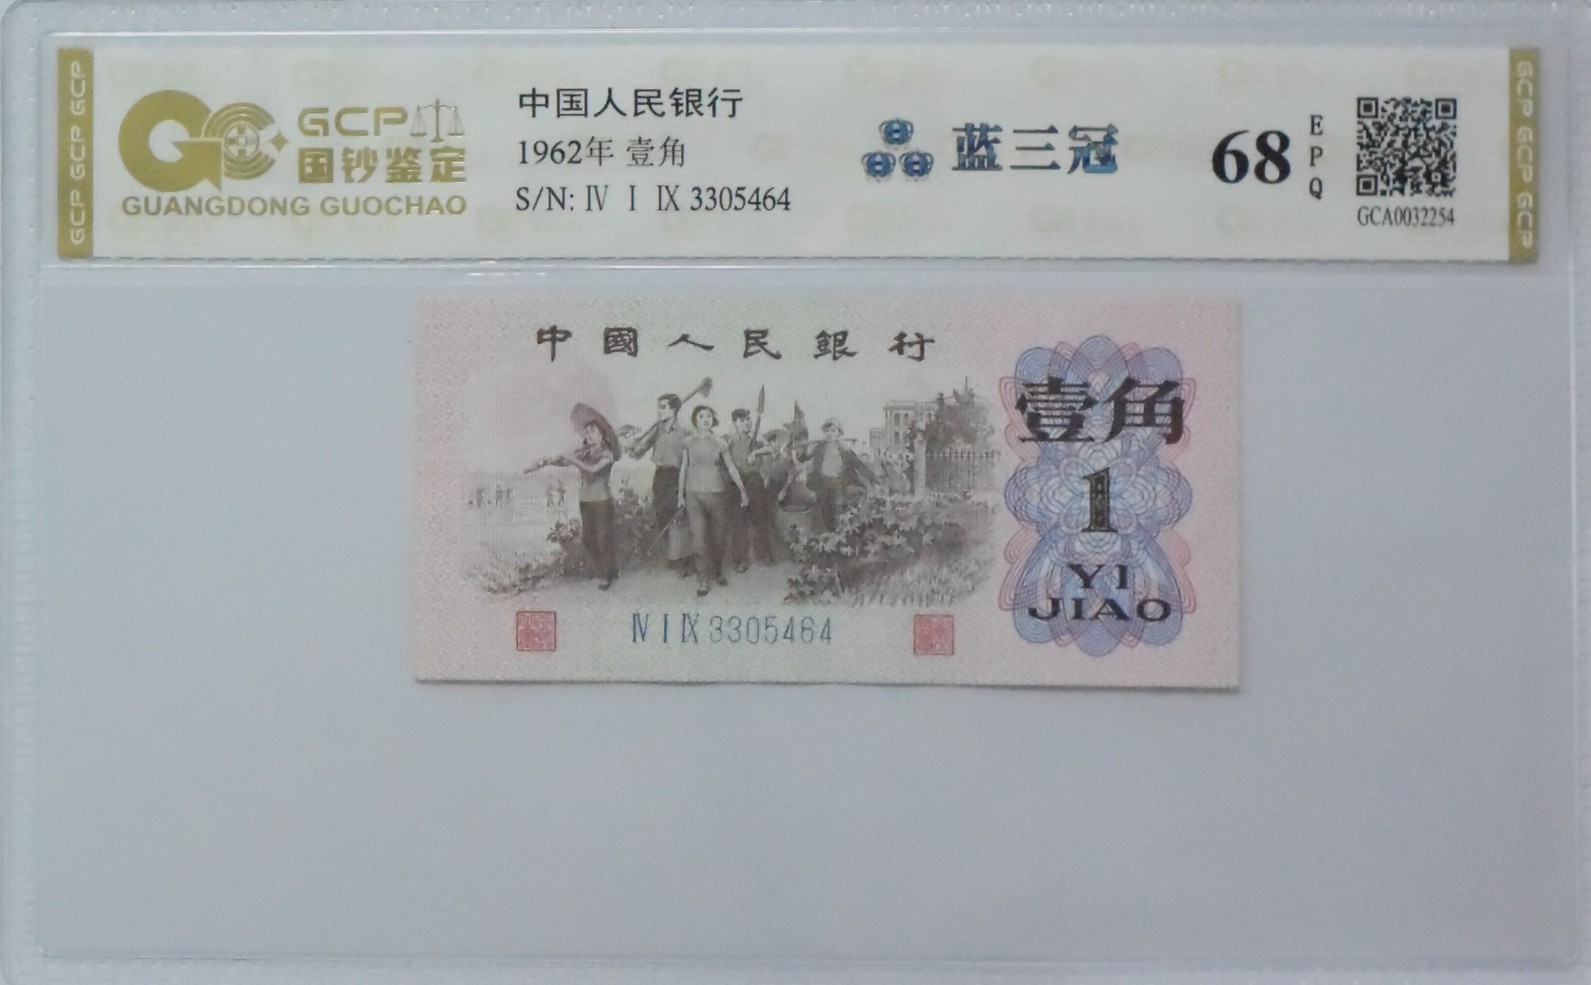 GCP GCP GCP
GCP
国钞鉴定
GUANGDONG GUOCHAO
中国人民银行
1962年 壹角
S/N: Ⅳ Ⅰ Ⅸ 3305464
蓝三冠
68
EPQ
GCA0032254
GCP GCP GCP
中國人民銀行
壹角
1
YI
JIAO
Ⅳ Ⅰ Ⅸ 3305464